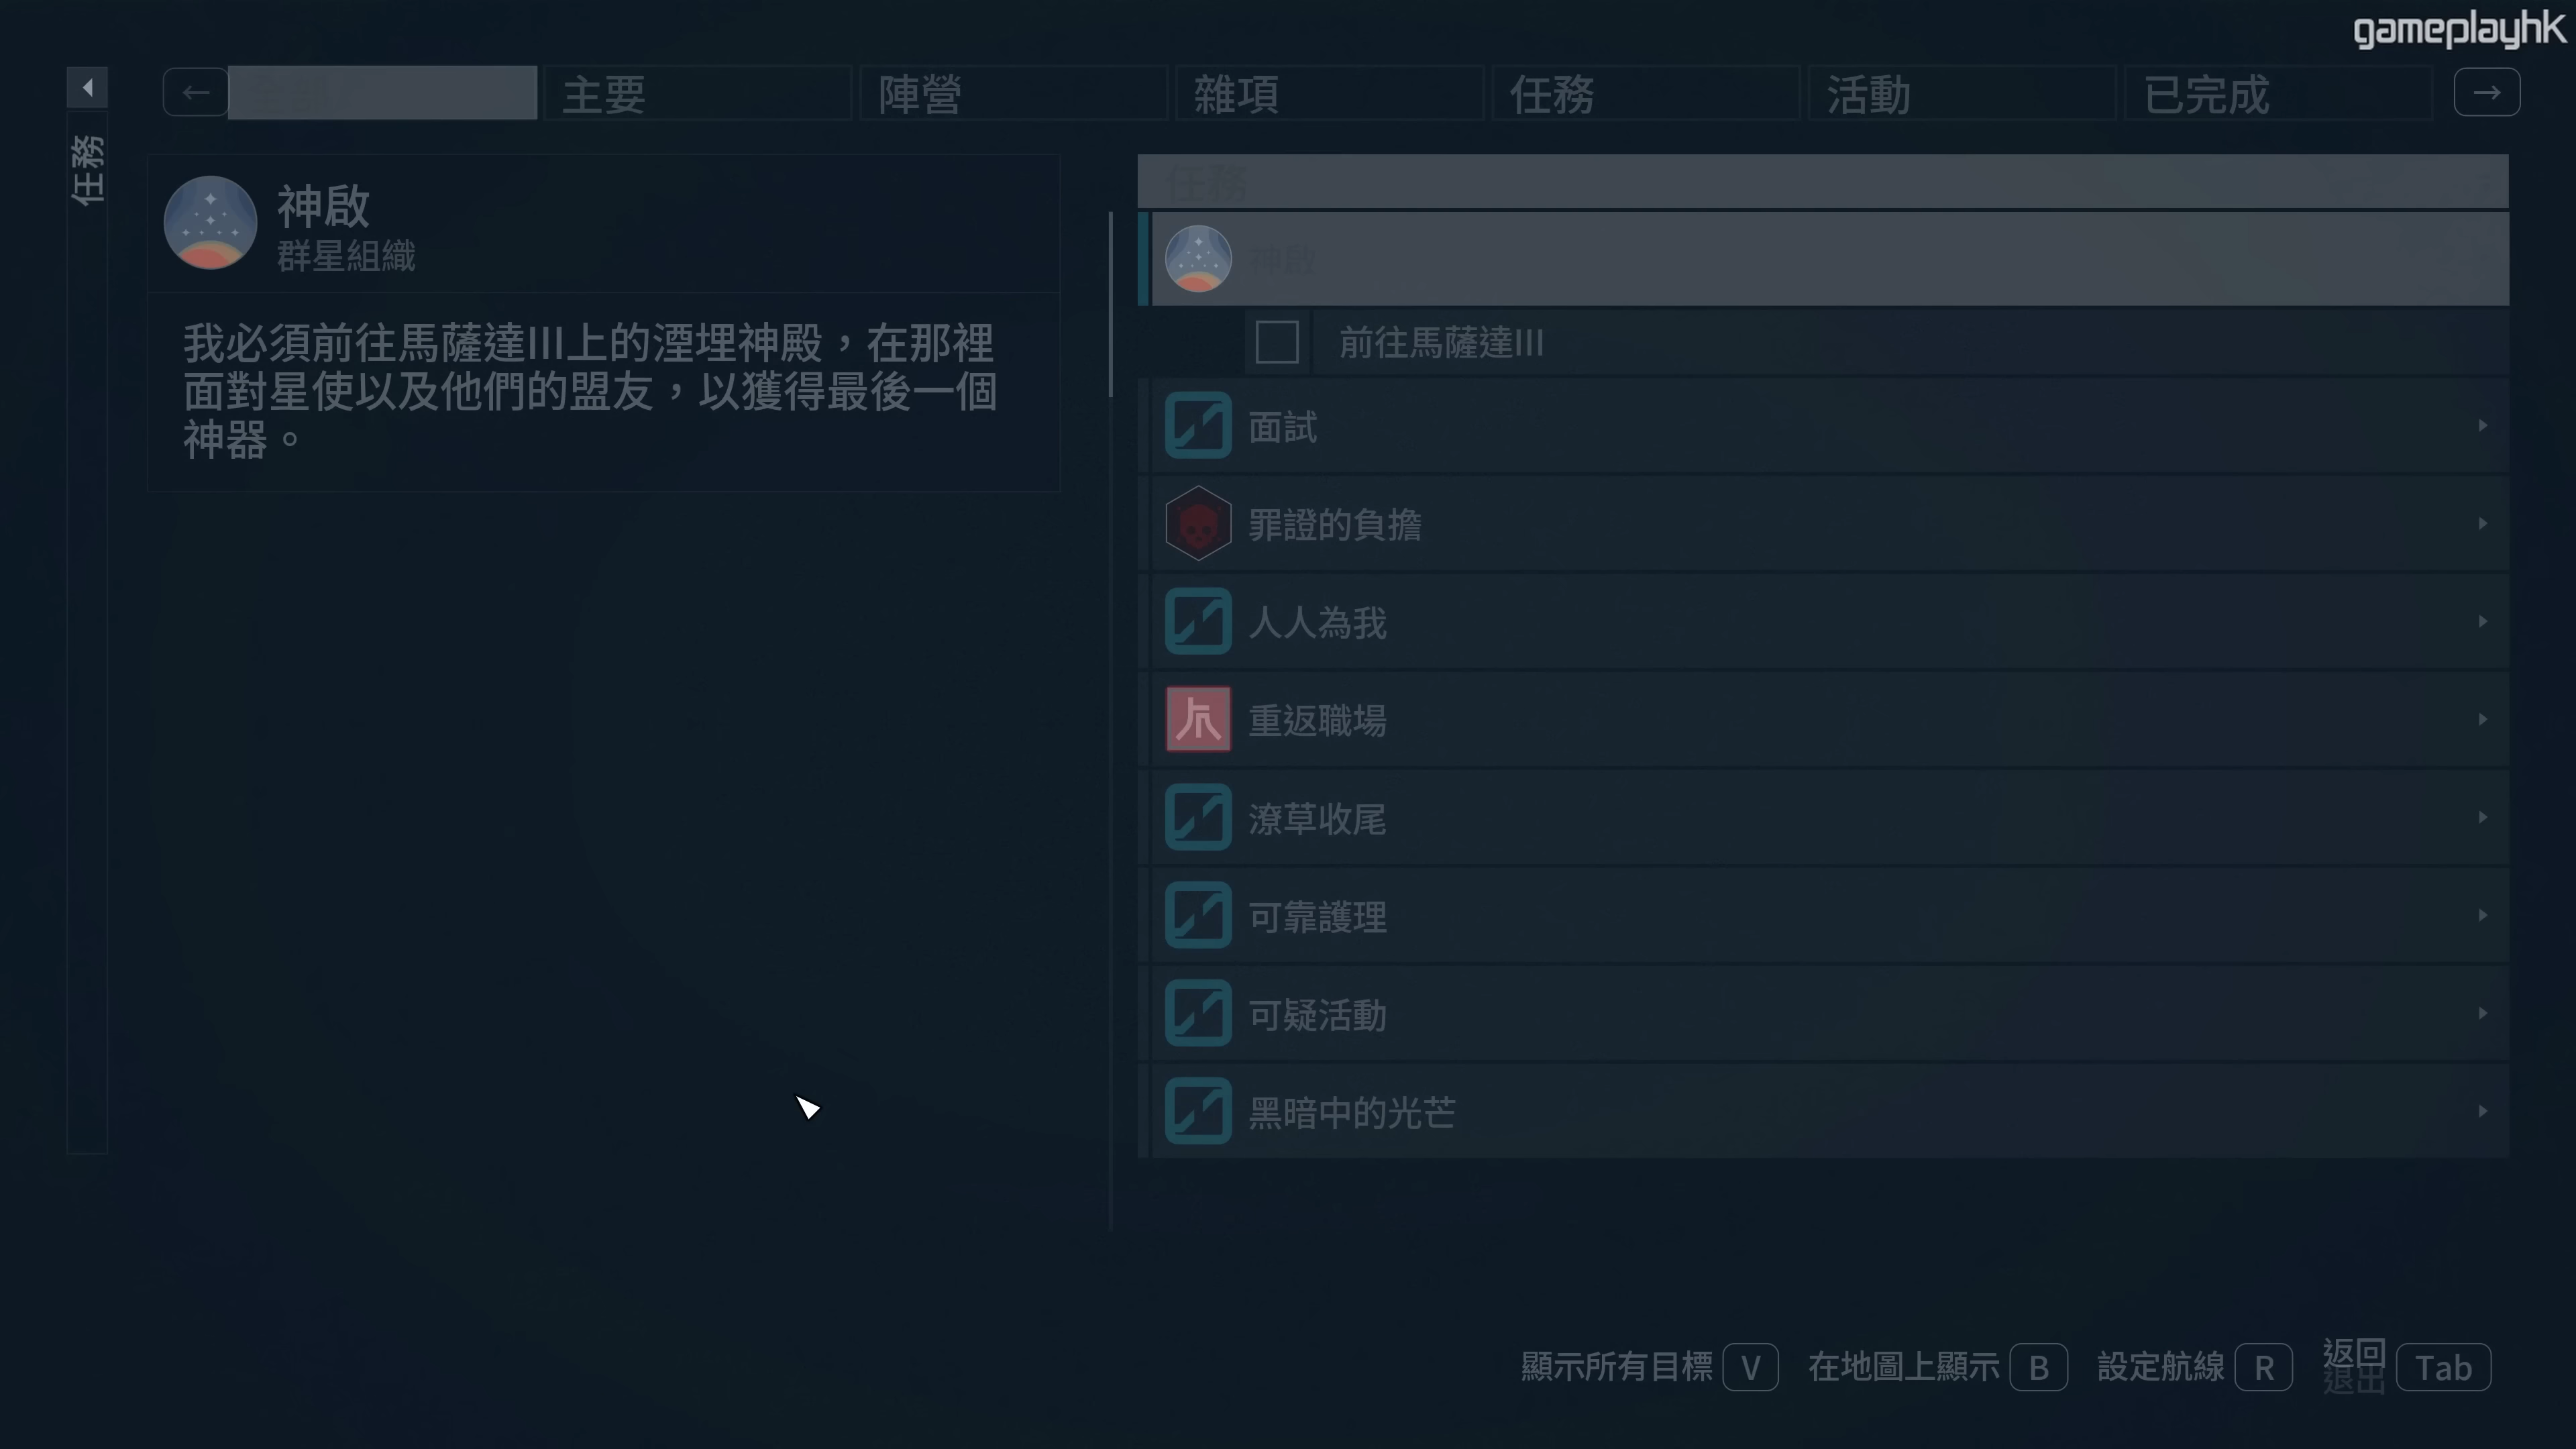 gameplayhk
主要
陣營
雜項
任務
活動
已完成
任務
神啟
群星組織
我必須前往馬薩達III上的湮埋神殿，在那裡
面對星使以及他們的盟友，以獲得最後一個
神器。
任務
神啟
前往馬薩達III
面試
罪證的負擔
人人為我
重返職場
潦草收尾
可靠護理
可疑活動
黑暗中的光芒
顯示所有目標 V
在地圖上顯示 B
設定航線 R
返回 Tab
退出